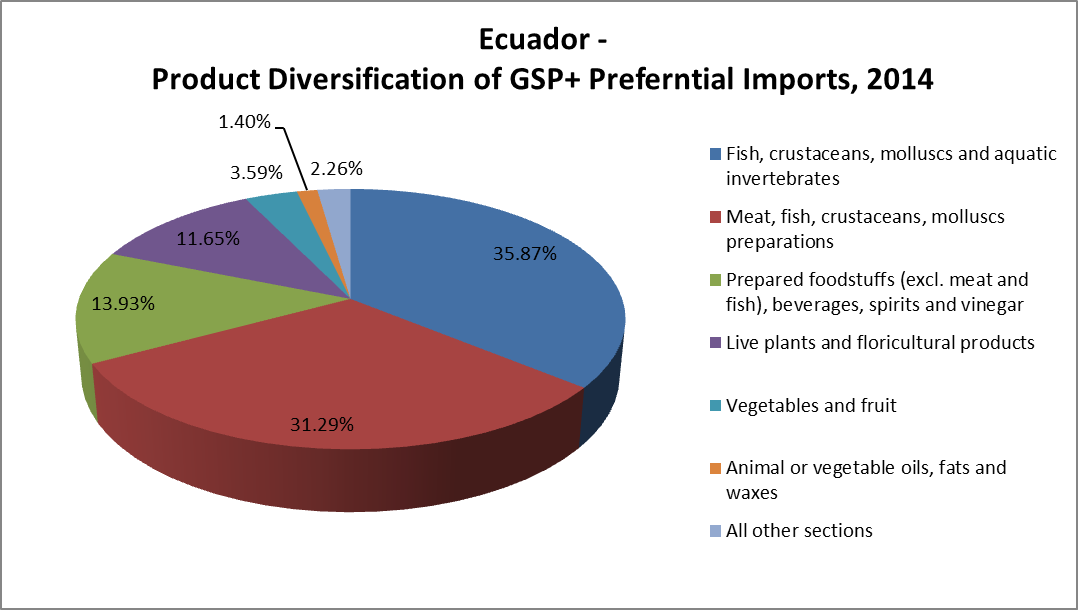 Ecuador -
Product Diversification of GSP+ Preferntial Imports, 2014
1.40%
3.59%
2.26%
11.65%
35.87%
13.93%
31.29%
Fish, crustaceans, molluscs and aquatic
invertebrates
Meat, fish, crustaceans, molluscs
preparations
Prepared foodstuffs (excl. meat and
fish), beverages, spirits and vinegar
Live plants and floricultural products
Vegetables and fruit
Animal or vegetable oils, fats and
waxes
All other sections